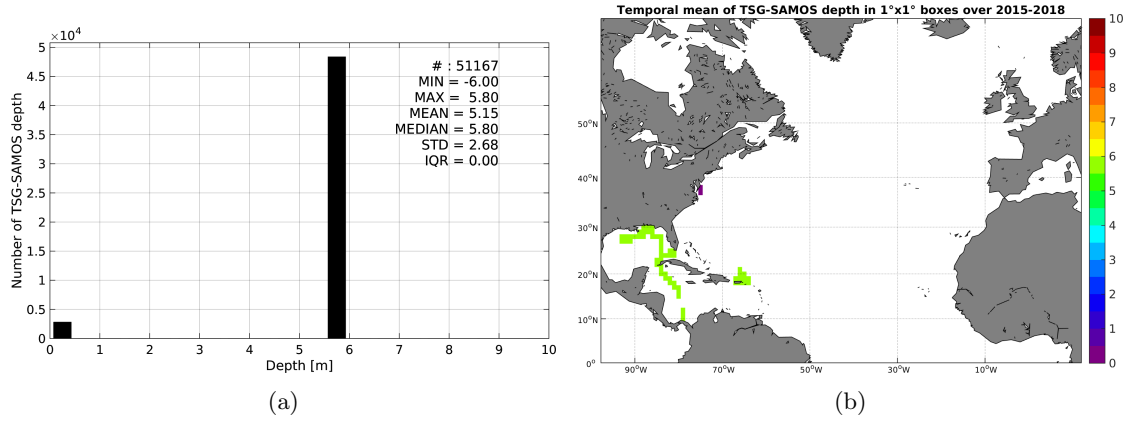 ×10⁴
5
4.5
4
3.5
3
2.5
2
1.5
1
0.5
0
Number of TSG-SAMOS depth
# : 51167
MIN = -6.00
MAX = 5.80
MEAN = 5.15
MEDIAN = 5.80
STD = 2.68
IQR = 0.00
0 1 2 3 4 5 6 7 8 9 10
Depth [m]
(a)
Temporal mean of TSG-SAMOS depth in 1°x1° boxes over 2015-2018
50°N
40°N
30°N
20°N
10°N
0°
90°W 70°W 50°W 30°W 10°W
10
9
8
7
6
5
4
3
2
1
0
(b)